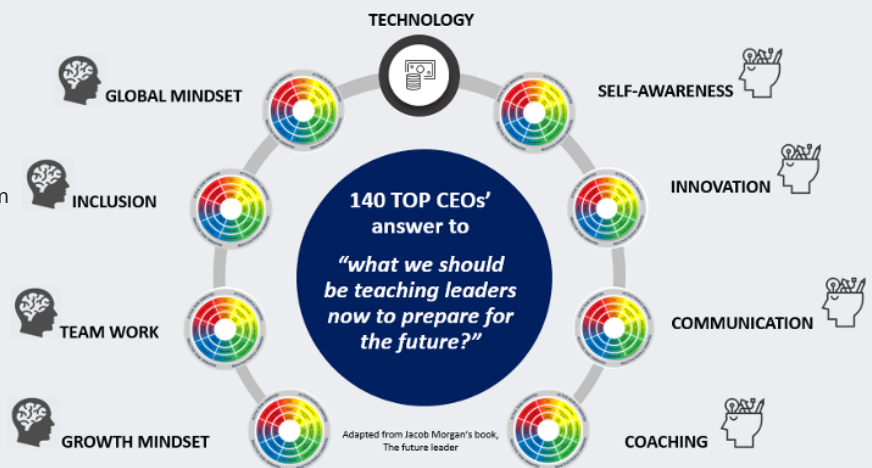 TECHNOLOGY
GLOBAL MINDSET
SELF-AWARENESS
INCLUSION
INNOVATION
TEAM WORK
COMMUNICATION
GROWTH MINDSET
COACHING
140 TOP CEOs’
answer to
“what we should
be teaching leaders
now to prepare for
the future?”
Adapted from Jacob Morgan’s book,
The future leader